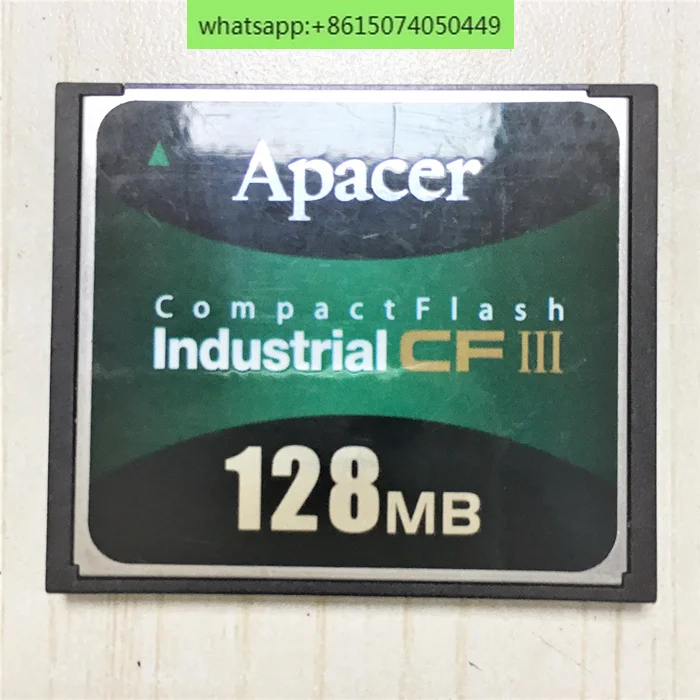 whatsapp:+8615074050449
Apacer
CompactFlash
Industrial CF III
128MB